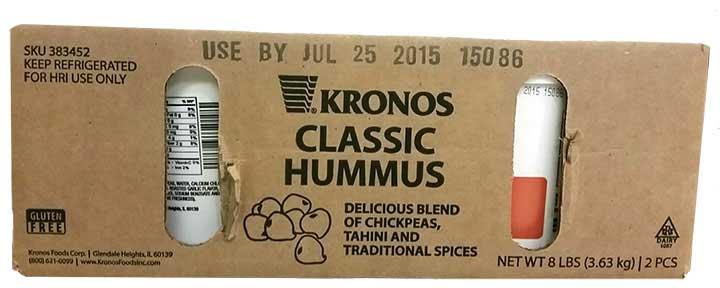 SKU 383452
KEEP REFRIGERATED
FOR HRI USE ONLY
USE BY JUL 25 2015 15086
KRONOS
CLASSIC
HUMMUS
DELICIOUS BLEND
OF CHICKPEAS,
TAHINI AND
TRADITIONAL SPICES
GLUTEN
FREE
Kronos Foods Corp. | Glendale Heights, IL 60139
(800) 621-0099 | www.KronosFoodsInc.com
2015 15086
DAIRY
1087
NET WT 8 LBS (3.63 kg) | 2 PCS